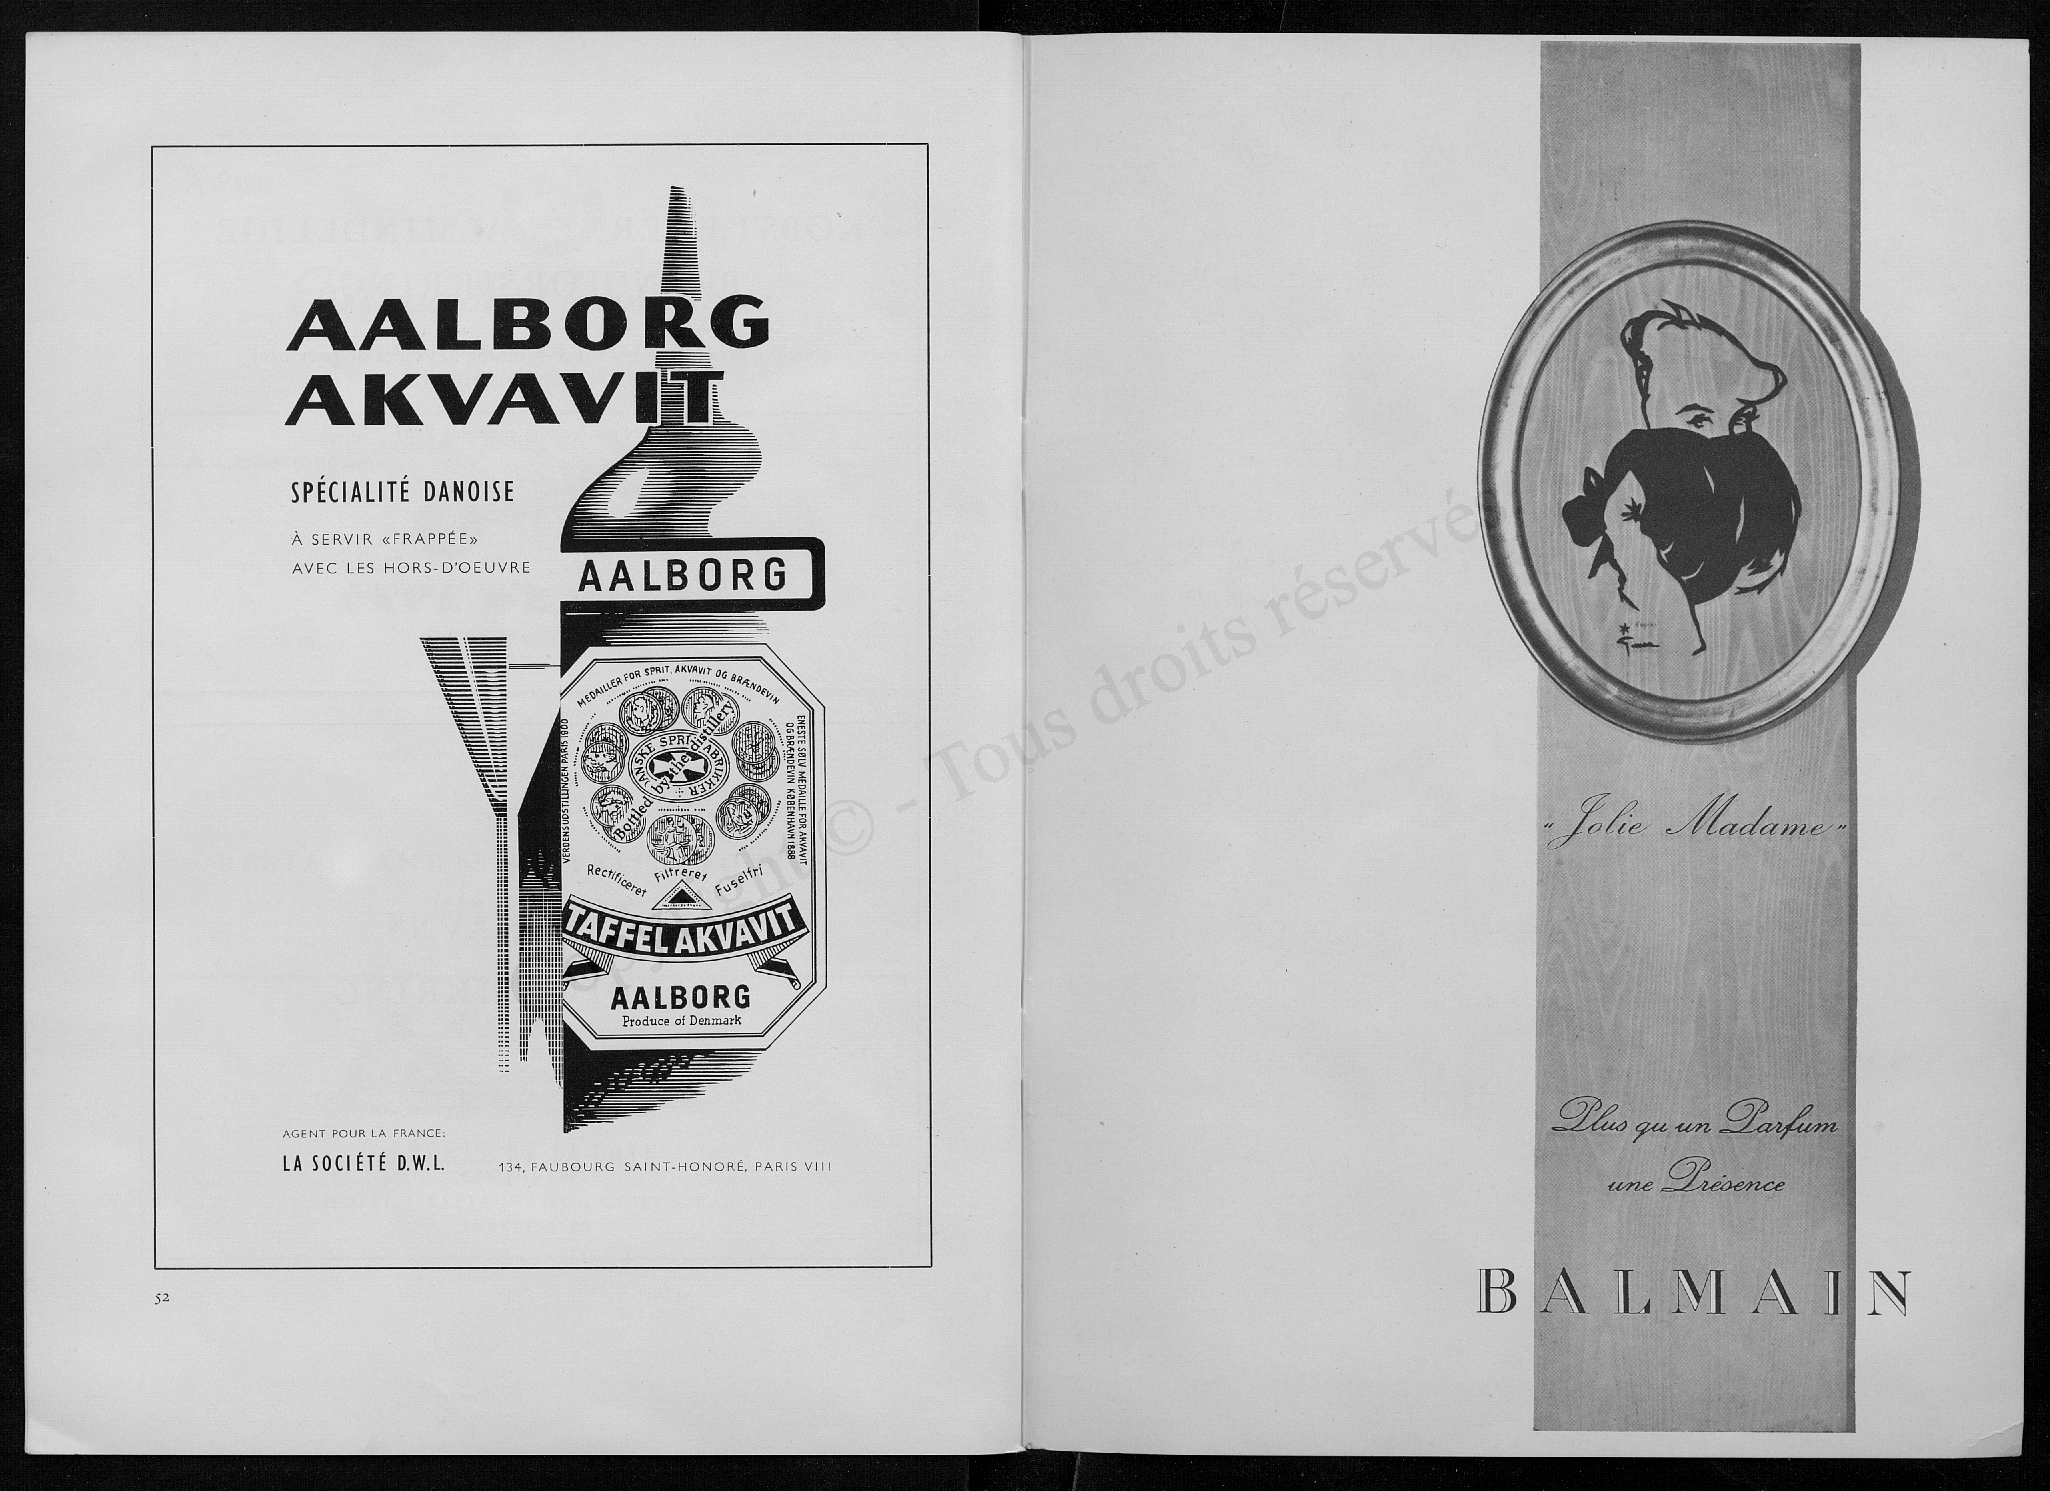 AALBORG
AKVAVIT
SPÉCIALITÉ DANOISE
À SERVIR «FRAPPÉE»
AVEC LES HORS-D'OEUVRE
AALBORG
MEDAILLER FOR SPRIT, AKVAVIT OG BRÆNDEVIN
VERDENSUDSTILLINGEN PARIS 1900
ENESTE SØLV MEDAILLE FOR AKVAVIT
OG BRÆNDEVIN KØBENHAVN 1888
DANSKE SPRITFABRIKKER
Bottled by the distillery
Rectificeret Filtreret Fuselfri
TAFFEL AKVAVIT
AALBORG
Produce of Denmark
AGENT POUR LA FRANCE:
LA SOCIÉTÉ D.W.L. 134, FAUBOURG SAINT-HONORÉ, PARIS VIII
52
"Jolie Madame"
Plus qu un Parfum
une Présence
BALMAIN
Copyright © - Tous droits réservés